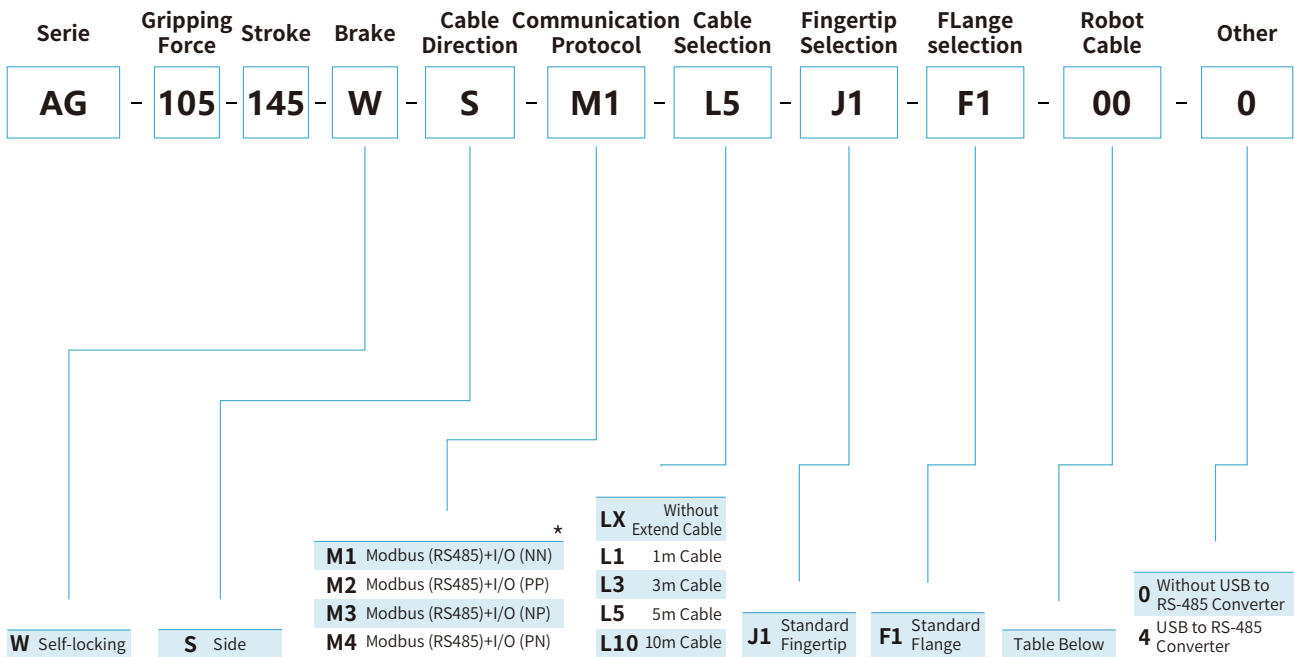 Serie
Gripping
Force
Stroke
Brake
Cable
Direction
Communication
Protocol
Cable
Selection
Fingertip
Selection
FLange
selection
Robot
Cable
Other
AG - 105 - 145 - W - S - M1 - L5 - J1 - F1 - 00 - 0
W Self-locking
S Side
*
M1 Modbus (RS485)+I/O (NN)
M2 Modbus (RS485)+I/O (PP)
M3 Modbus (RS485)+I/O (NP)
M4 Modbus (RS485)+I/O (PN)
LX Without
Extend Cable
L1 1m Cable
L3 3m Cable
L5 5m Cable
L10 10m Cable
J1 Standard
Fingertip
F1 Standard
Flange
Table Below
0 Without USB to
RS-485 Converter
4 USB to RS-485
Converter